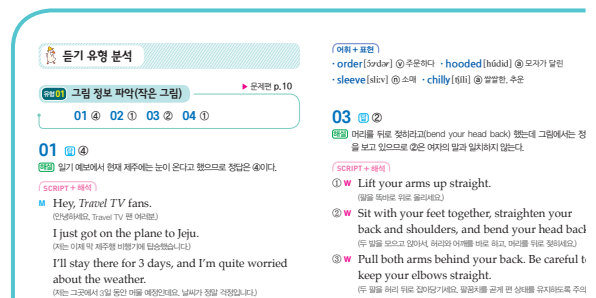 듣기 유형 분석
유형 01 그림 정보 파악(작은 그림)
▶ 문제편 p.10
01 ④ 02 ① 03 ② 04 ①
01 답 ④
해설 일기 예보에서 현재 제주에는 눈이 온다고 했으므로 정답은 ④이다.
SCRIPT + 해석
M Hey, Travel TV fans.
(안녕하세요, Travel TV 팬 여러분.)
I just got on the plane to Jeju.
(저는 이제 막 제주행 비행기에 탑승했습니다.)
I'll stay there for 3 days, and I'm quite worried
about the weather.
(저는 그곳에서 3일 동안 머물 예정인데요, 날씨가 정말 걱정입니다.)
어휘 + 표현
· order [ɔ́ːrdər] ⓥ 주문하다 · hooded [húdid] ⓐ 모자가 달린
· sleeve [sliːv] ⓝ 소매 · chilly [tʃíli] ⓐ 쌀쌀한, 추운
03 답 ②
해설 머리를 뒤로 젖히라고(bend your head back) 했는데 그림에서는 정
을 보고 있으므로 ②은 여자의 말과 일치하지 않는다.
SCRIPT + 해석
① W Lift your arms up straight.
(팔을 똑바로 위로 올리세요.)
② W Sit with your feet together, straighten your
back and shoulders, and bend your head back
(두 발을 모으고 앉아서, 허리와 어깨를 바로 하고, 머리를 뒤로 젖히세요.)
③ W Pull both arms behind your back. Be careful t
keep your elbows straight.
(두 팔을 허리 뒤로 잡아당기세요. 팔꿈치를 곧게 편 상태를 유지하도록 주의